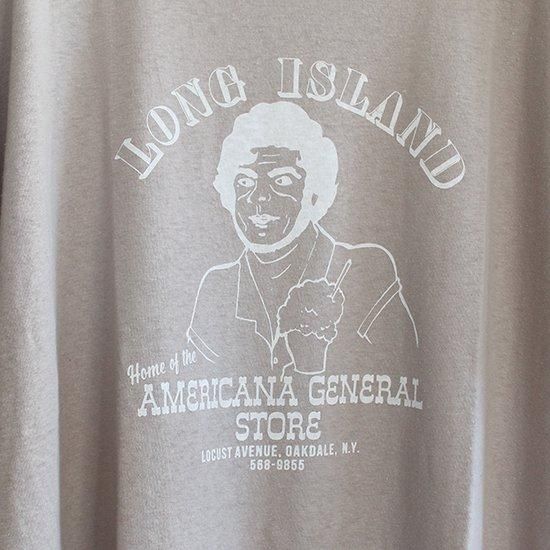 LONG ISLAND
Home of the
AMERICANA GENERAL
STORE
LOCUST AVENUE, OAKDALE, N.Y.
568-9855